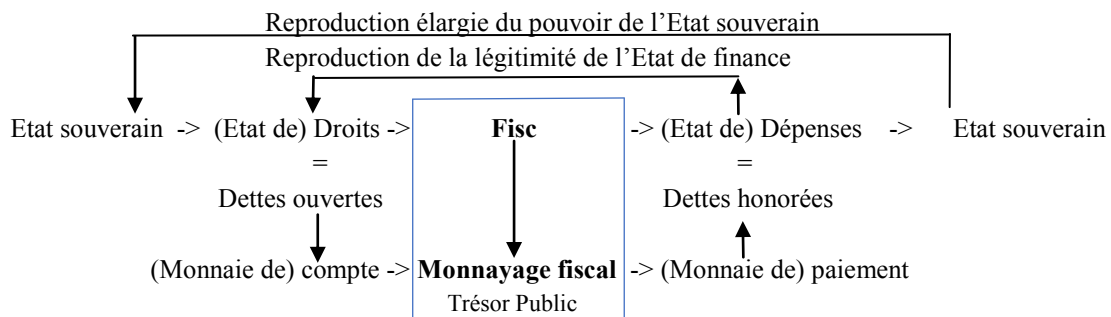 Reproduction élargie du pouvoir de l’Etat souverain
Reproduction de la légitimité de l’Etat de finance
Etat souverain -> (Etat de) Droits -> Fisc -> (Etat de) Dépenses -> Etat souverain
= =
Dettes ouvertes Dettes honorées
(Monnaie de) compte -> Monnayage fiscal -> (Monnaie de) paiement
Trésor Public